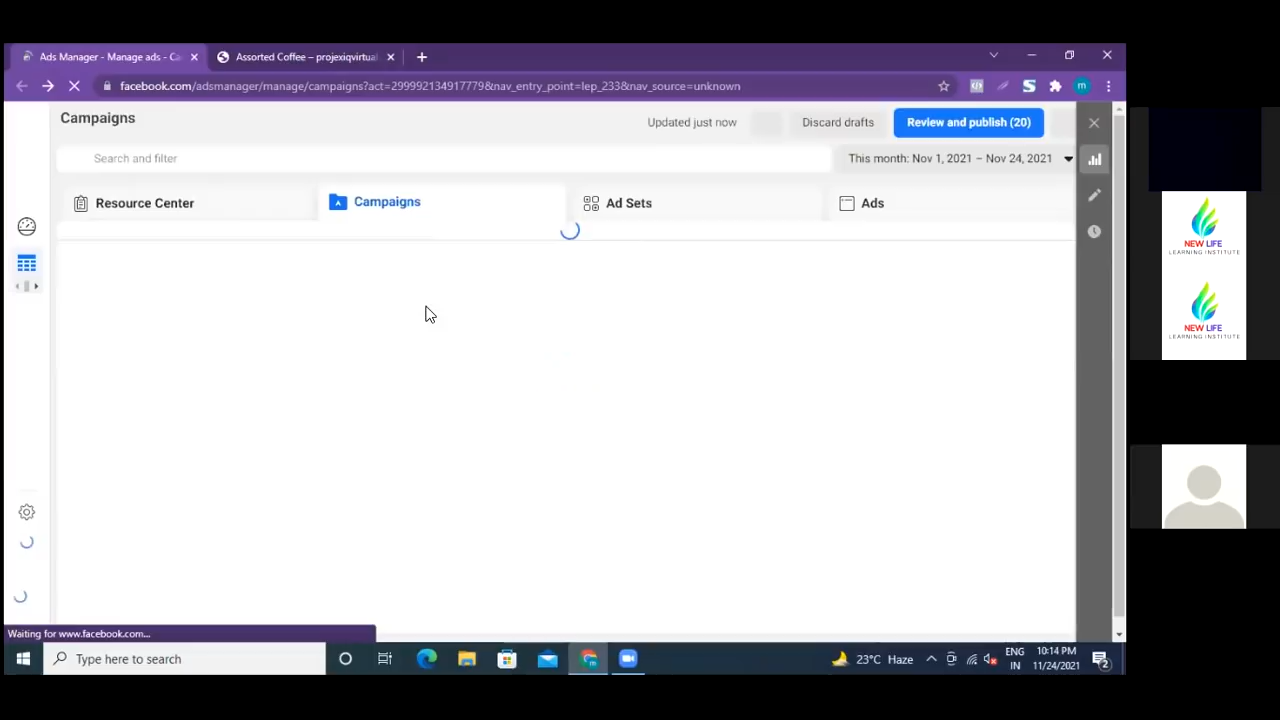 Ads Manager - Manage ads - Ca
Assorted Coffee – projexiqvirtual
facebook.com/adsmanager/manage/campaigns?act=299992134917779&nav_entry_point=lep_233&nav_source=unknown
m
Campaigns
Updated just now
Discard drafts
Review and publish (20)
Search and filter
This month: Nov 1, 2021 – Nov 24, 2021
Resource Center
Campaigns
Ad Sets
Ads
NEW LIFE
LEARNING INSTITUTE
NEW LIFE
LEARNING INSTITUTE
Waiting for www.facebook.com...
Type here to search
23°C Haze
ENG
IN
10:14 PM
11/24/2021
2